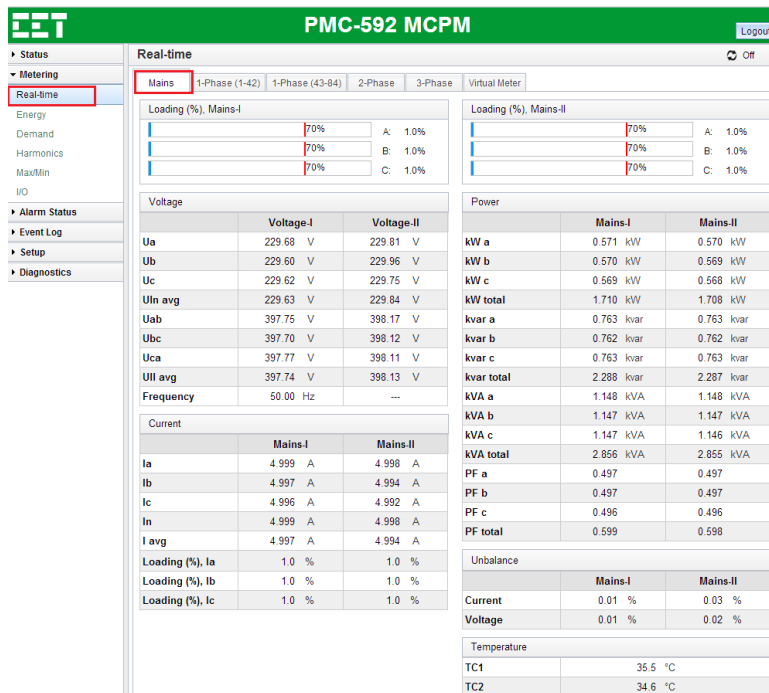 CET PMC-592 MCPM Logout
Status
Metering
Real-time
Energy
Demand
Harmonics
Max/Min
I/O
Alarm Status
Event Log
Setup
Diagnostics
Real-time Off
Mains 1-Phase (1-42) 1-Phase (43-84) 2-Phase 3-Phase Virtual Meter
Loading (%), Mains-I
70% A: 1.0%
70% B: 1.0%
70% C: 1.0%
Voltage
Voltage-I Voltage-II
Ua 229.68 V 229.81 V
Ub 229.60 V 229.96 V
Uc 229.62 V 229.75 V
Uln avg 229.63 V 229.84 V
Uab 397.75 V 398.17 V
Ubc 397.70 V 398.12 V
Uca 397.77 V 398.11 V
Ull avg 397.74 V 398.13 V
Frequency 50.00 Hz ---
Current
Mains-I Mains-II
Ia 4.999 A 4.998 A
Ib 4.997 A 4.994 A
Ic 4.996 A 4.992 A
In 4.999 A 4.998 A
I avg 4.997 A 4.994 A
Loading (%), Ia 1.0 % 1.0 %
Loading (%), Ib 1.0 % 1.0 %
Loading (%), Ic 1.0 % 1.0 %
Loading (%), Mains-II
70% A: 1.0%
70% B: 1.0%
70% C: 1.0%
Power
Mains-I Mains-II
kW a 0.571 kW 0.570 kW
kW b 0.570 kW 0.569 kW
kW c 0.569 kW 0.568 kW
kW total 1.710 kW 1.708 kW
kvar a 0.763 kvar 0.763 kvar
kvar b 0.762 kvar 0.762 kvar
kvar c 0.763 kvar 0.763 kvar
kvar total 2.288 kvar 2.287 kvar
kVA a 1.148 kVA 1.148 kVA
kVA b 1.147 kVA 1.147 kVA
kVA c 1.147 kVA 1.146 kVA
kVA total 2.856 kVA 2.855 kVA
PF a 0.497 0.497
PF b 0.497 0.497
PF c 0.496 0.496
PF total 0.599 0.598
Unbalance
Mains-I Mains-II
Current 0.01 % 0.03 %
Voltage 0.01 % 0.02 %
Temperature
TC1 35.5 °C
TC2 34.6 °C